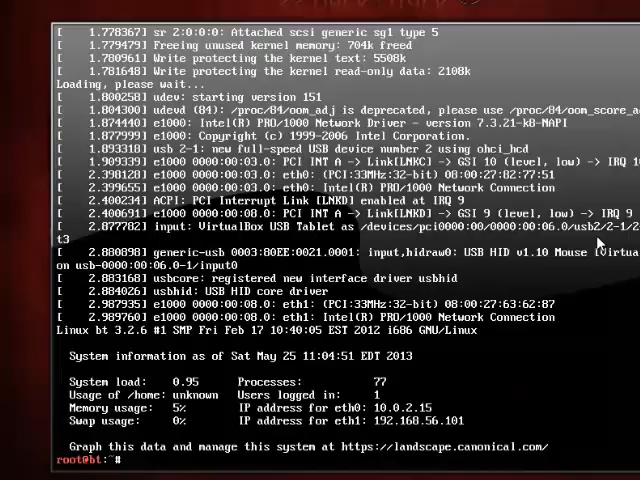 [    1.778367] sr 2:0:0:0: Attached scsi generic sg1 type 5
[    1.779479] Freeing unused kernel memory: 704k freed
[    1.780961] Write protecting the kernel text: 5508k
[    1.781648] Write protecting the kernel read-only data: 2108k
Loading, please wait...
[    1.800258] udev: starting version 151
[    1.804300] udevd (84): /proc/84/oom_adj is deprecated, please use /proc/84/oom_score_a
[    1.874440] e1000: Intel(R) PRO/1000 Network Driver - version 7.3.21-k8-NAPI
[    1.877999] e1000: Copyright (c) 1999-2006 Intel Corporation.
[    1.893318] usb 2-1: new full-speed USB device number 2 using ohci_hcd
[    1.909339] e1000 0000:00:03.0: PCI INT A -> Link[LNKC] -> GSI 10 (level, low) -> IRQ 1
[    2.398128] e1000 0000:00:03.0: eth0: (PCI:33MHz:32-bit) 08:00:27:82:77:51
[    2.399655] e1000 0000:00:03.0: eth0: Intel(R) PRO/1000 Network Connection
[    2.400234] ACPI: PCI Interrupt Link [LNKD] enabled at IRQ 9
[    2.400691] e1000 0000:00:08.0: PCI INT A -> Link[LNKD] -> GSI 9 (level, low) -> IRQ 9
[    2.877782] input: VirtualBox USB Tablet as /devices/pci0000:00/0000:00:06.0/usb2/2-1/2
t3
[    2.880898] generic-usb 0003:80EE:0021.0001: input,hidraw0: USB HID v1.10 Mouse [Virtua
on usb-0000:00:06.0-1/input0
[    2.883168] usbcore: registered new interface driver usbhid
[    2.884026] usbhid: USB HID core driver
[    2.987935] e1000 0000:00:08.0: eth1: (PCI:33MHz:32-bit) 08:00:27:63:62:87
[    2.989760] e1000 0000:00:08.0: eth1: Intel(R) PRO/1000 Network Connection
Linux bt 3.2.6 #1 SMP Fri Feb 17 10:40:05 EST 2012 i686 GNU/Linux
System information as of Sat May 25 11:04:51 EDT 2013
System load: 0.95 Processes: 77
Usage of /home: unknown Users logged in: 1
Memory usage: 5% IP address for eth0: 10.0.2.15
Swap usage: 0% IP address for eth1: 192.168.56.101
Graph this data and manage this system at https://landscape.canonical.com/
root@bt:~#